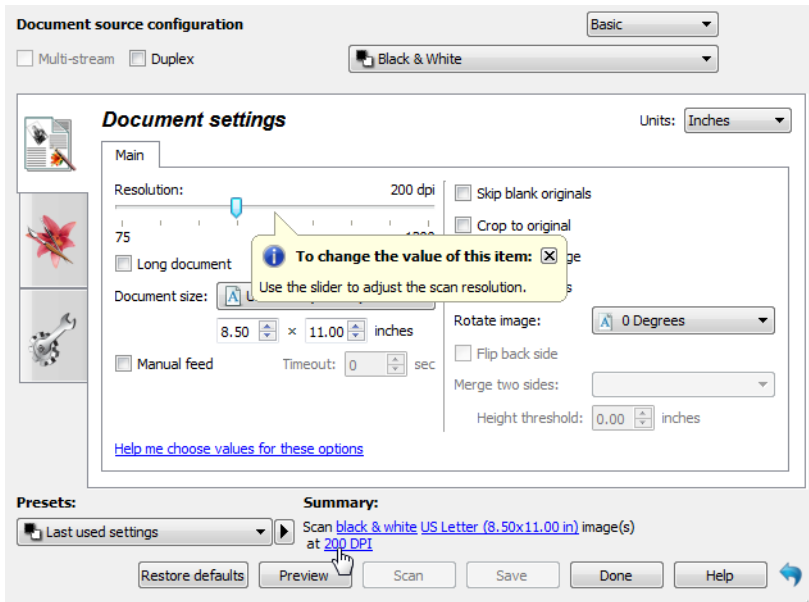 Document source configuration
Basic
Multi-stream
Duplex
Black & White
Document settings
Units:
Inches
Main
Resolution:
200 dpi
75
Skip blank originals
Crop to original
To change the value of this item:
Use the slider to adjust the scan resolution.
Long document
Document size:
8.50 × 11.00 inches
Rotate image:
0 Degrees
Manual feed
Timeout: 0 sec
Flip back side
Merge two sides:
Height threshold: 0.00 inches
Help me choose values for these options
Presets:
Summary:
Last used settings
Scan black & white US Letter (8.50x11.00 in) image(s)
at 200 DPI
Restore defaults
Preview
Scan
Save
Done
Help